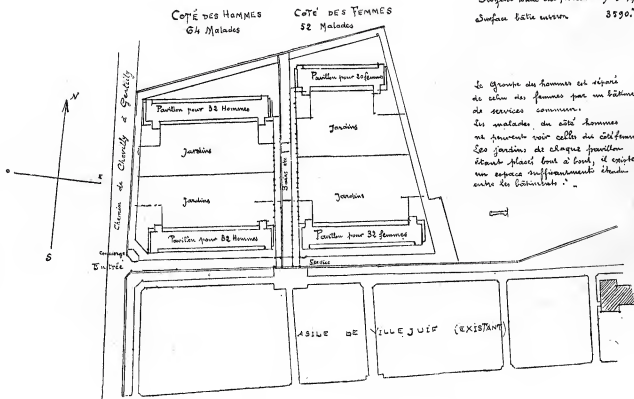 COTÉ DES HAMMES
64 Malades
COTÉ DES FEMMES
52 Malades
Surface bâtie environ 3590.
Le Groupe des hommes est séparé
de celui des femmes par un bâtiment
de services communs.
Les malades du côté hommes
ne peuvent voir celles du côté femmes
Les jardins de chaque pavillon
étant placés bout à bout, il existe
un espace suffisamment étendu
entre les bâtiments."
N
S
Chemin de Chevilly à Gentilly
Pavillon pour 32 Hommes
Jardins
Jardins
Pavillon pour 32 Hommes
Pavillon pour 20 femmes
Jardins
Jardins
Pavillon pour 32 femmes
Concierge
Entrée
Service
ASILE DE VILLEJUIF (EXISTANT)